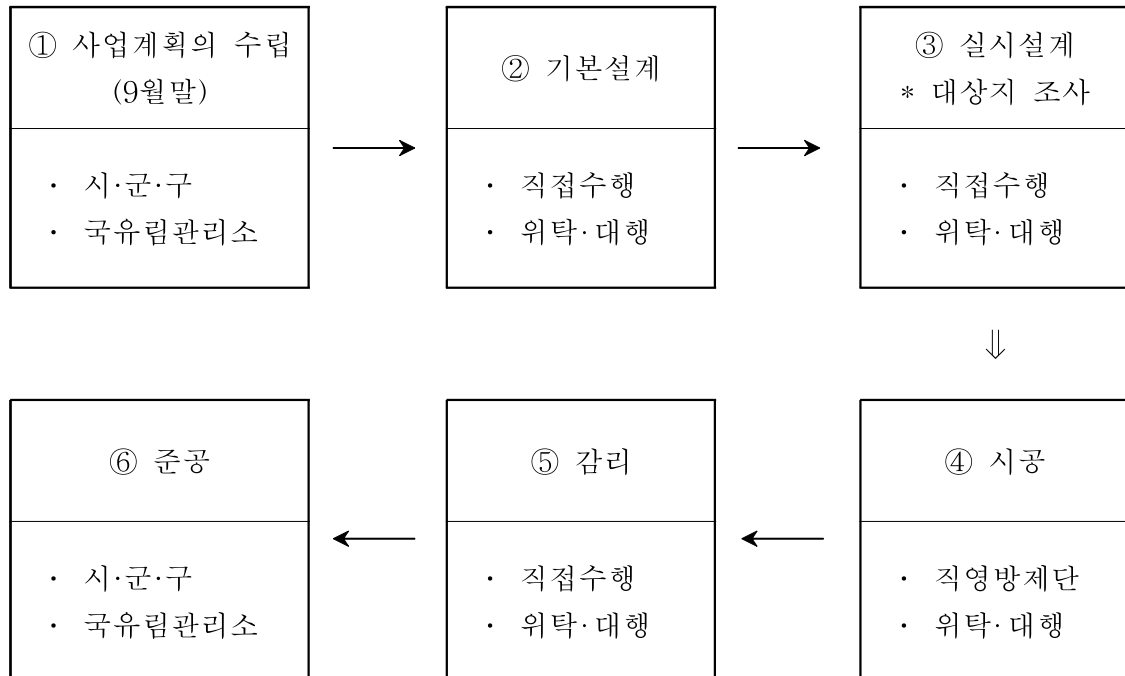 ① 사업계획의 수립
(9월말)
· 시·군·구
· 국유림관리소
② 기본설계
· 직접수행
· 위탁·대행
③ 실시설계
* 대상지 조사
· 직접수행
· 위탁·대행
④ 시공
· 직영방제단
· 위탁·대행
⑤ 감리
· 직접수행
· 위탁·대행
⑥ 준공
· 시·군·구
· 국유림관리소